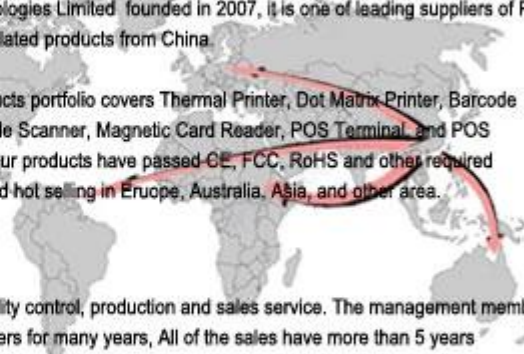 ologies Limited founded in 2007, it is one of leading suppliers of P
lated products from China.
cts portfolio covers Thermal Printer, Dot Matrix Printer, Barcode
le Scanner, Magnetic Card Reader, POS Terminal, and POS
ur products have passed CE, FCC, RoHS and other required
d hot selling in Eruope, Australia, Asia, and other area.
lity control, production and sales service. The management mem
ers for many years, All of the sales have more than 5 years